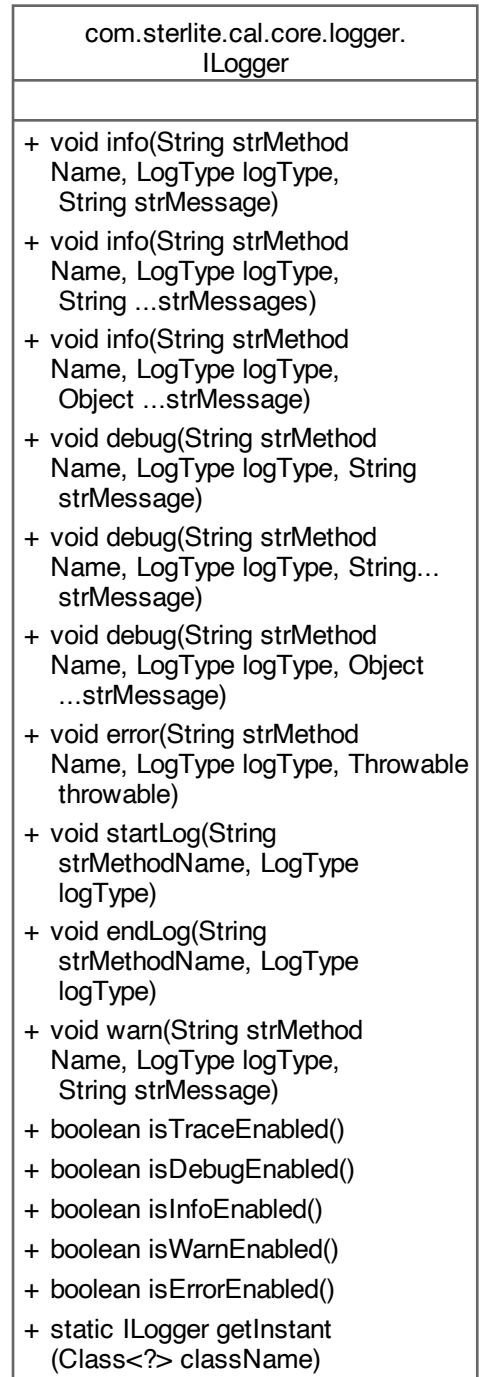 com.sterlite.cal.core.logger.
ILogger
+ void info(String strMethod
Name, LogType logType,
String strMessage)
+ void info(String strMethod
Name, LogType logType,
String ...strMessages)
+ void info(String strMethod
Name, LogType logType,
Object ...strMessage)
+ void debug(String strMethod
Name, LogType logType, String
strMessage)
+ void debug(String strMethod
Name, LogType logType, String...
strMessage)
+ void debug(String strMethod
Name, LogType logType, Object
...strMessage)
+ void error(String strMethod
Name, LogType logType, Throwable
throwable)
+ void startLog(String
strMethodName, LogType
logType)
+ void endLog(String
strMethodName, LogType
logType)
+ void warn(String strMethod
Name, LogType logType,
String strMessage)
+ boolean isTraceEnabled()
+ boolean isDebugEnabled()
+ boolean isInfoEnabled()
+ boolean isWarnEnabled()
+ boolean isErrorEnabled()
+ static ILogger getInstant
(Class<?> className)